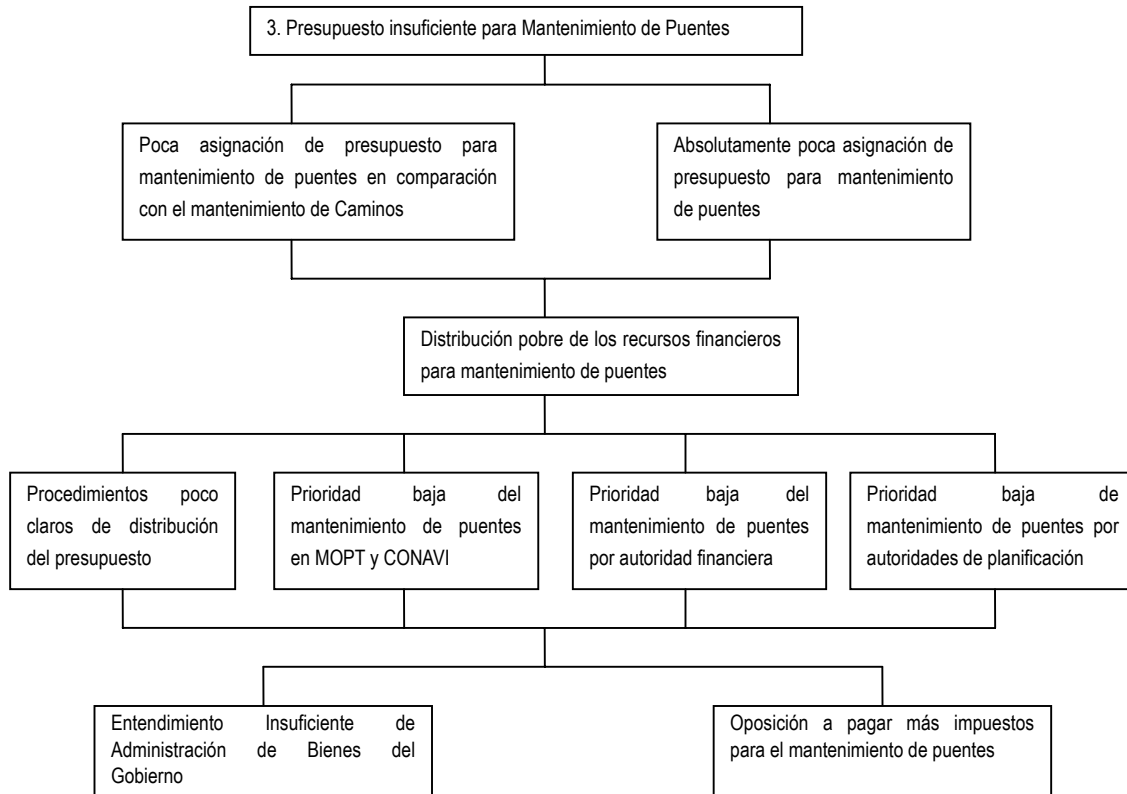 3. Presupuesto insuficiente para Mantenimiento de Puentes
Poca asignación de presupuesto para
mantenimiento de puentes en comparación
con el mantenimiento de Caminos
Absolutamente poca asignación de
presupuesto para mantenimiento
de puentes
Distribución pobre de los recursos financieros
para mantenimiento de puentes
Procedimientos poco
claros de distribución
del presupuesto
Prioridad baja del
mantenimiento de puentes
en MOPT y CONAVI
Prioridad baja del
mantenimiento de puentes
por autoridad financiera
Prioridad baja de
mantenimiento de puentes por
autoridades de planificación
Entendimiento Insuficiente de
Administración de Bienes del
Gobierno
Oposición a pagar más impuestos
para el mantenimiento de puentes